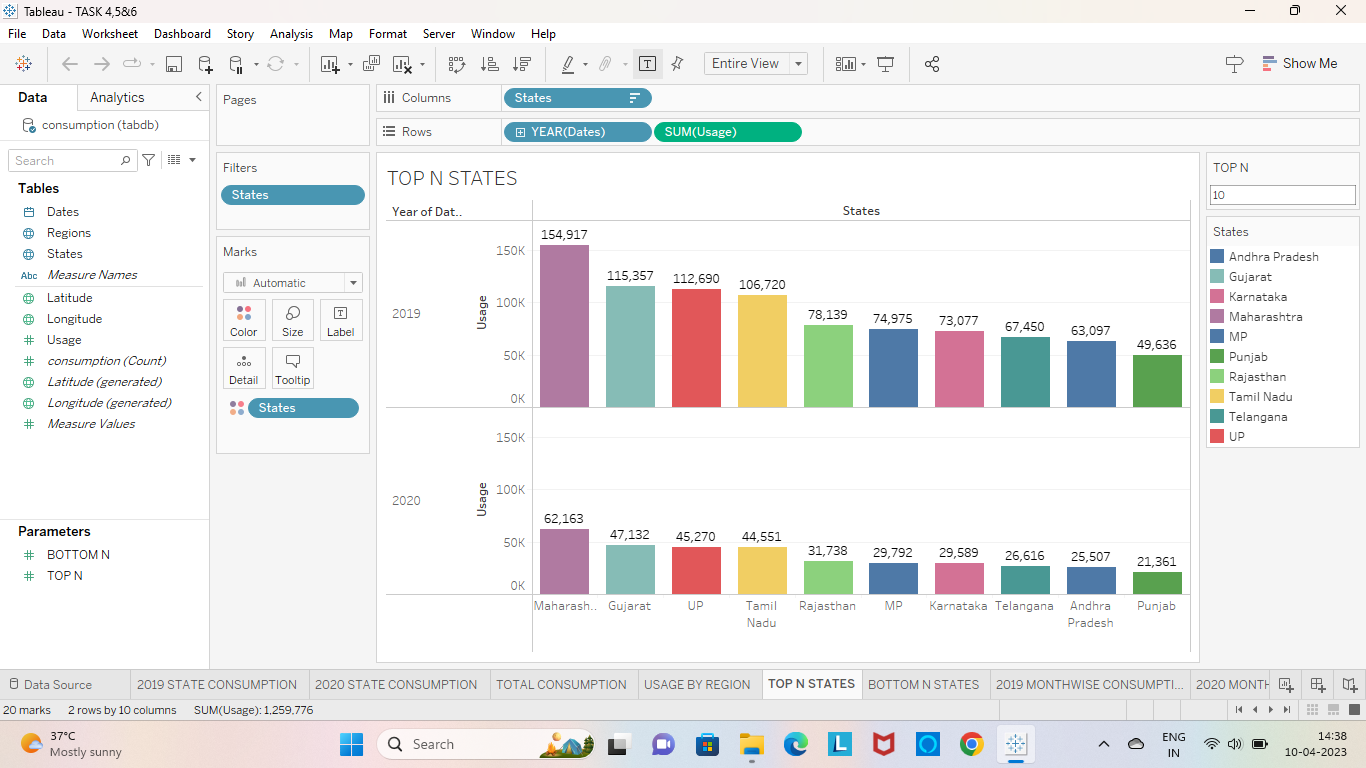 Tableau - TASK 4,5&6
File Data Worksheet Dashboard Story Analysis Map Format Server Window Help
Entire View
Show Me
Data Analytics
consumption (tabdb)
Search
Tables
Dates
Regions
States
Abc Measure Names
Latitude
Longitude
Usage
consumption (Count)
Latitude (generated)
Longitude (generated)
Measure Values
Parameters
BOTTOM N
TOP N
Pages
Filters
States
Marks
Automatic
Color Size Label
Detail Tooltip
States
Columns States
Rows YEAR(Dates) SUM(Usage)
TOP N STATES
Year of Dat.. States
2019
Usage
150K
100K
50K
0K
154,917 115,357 112,690 106,720 78,139 74,975 73,077 67,450 63,097 49,636
2020
Usage
150K
100K
50K
0K
62,163 47,132 45,270 44,551 31,738 29,792 29,589 26,616 25,507 21,361
Maharash.. Gujarat UP Tamil Nadu Rajasthan MP Karnataka Telangana Andhra Pradesh Punjab
TOP N
10
States
Andhra Pradesh
Gujarat
Karnataka
Maharashtra
MP
Punjab
Rajasthan
Tamil Nadu
Telangana
UP
Data Source 2019 STATE CONSUMPTION 2020 STATE CONSUMPTION TOTAL CONSUMPTION USAGE BY REGION TOP N STATES BOTTOM N STATES 2019 MONTHWISE CONSUMPTI... 2020 MONTH
20 marks 2 rows by 10 columns SUM(Usage): 1,259,776
37°C
Mostly sunny
Search
L
ENG
IN
14:38
10-04-2023